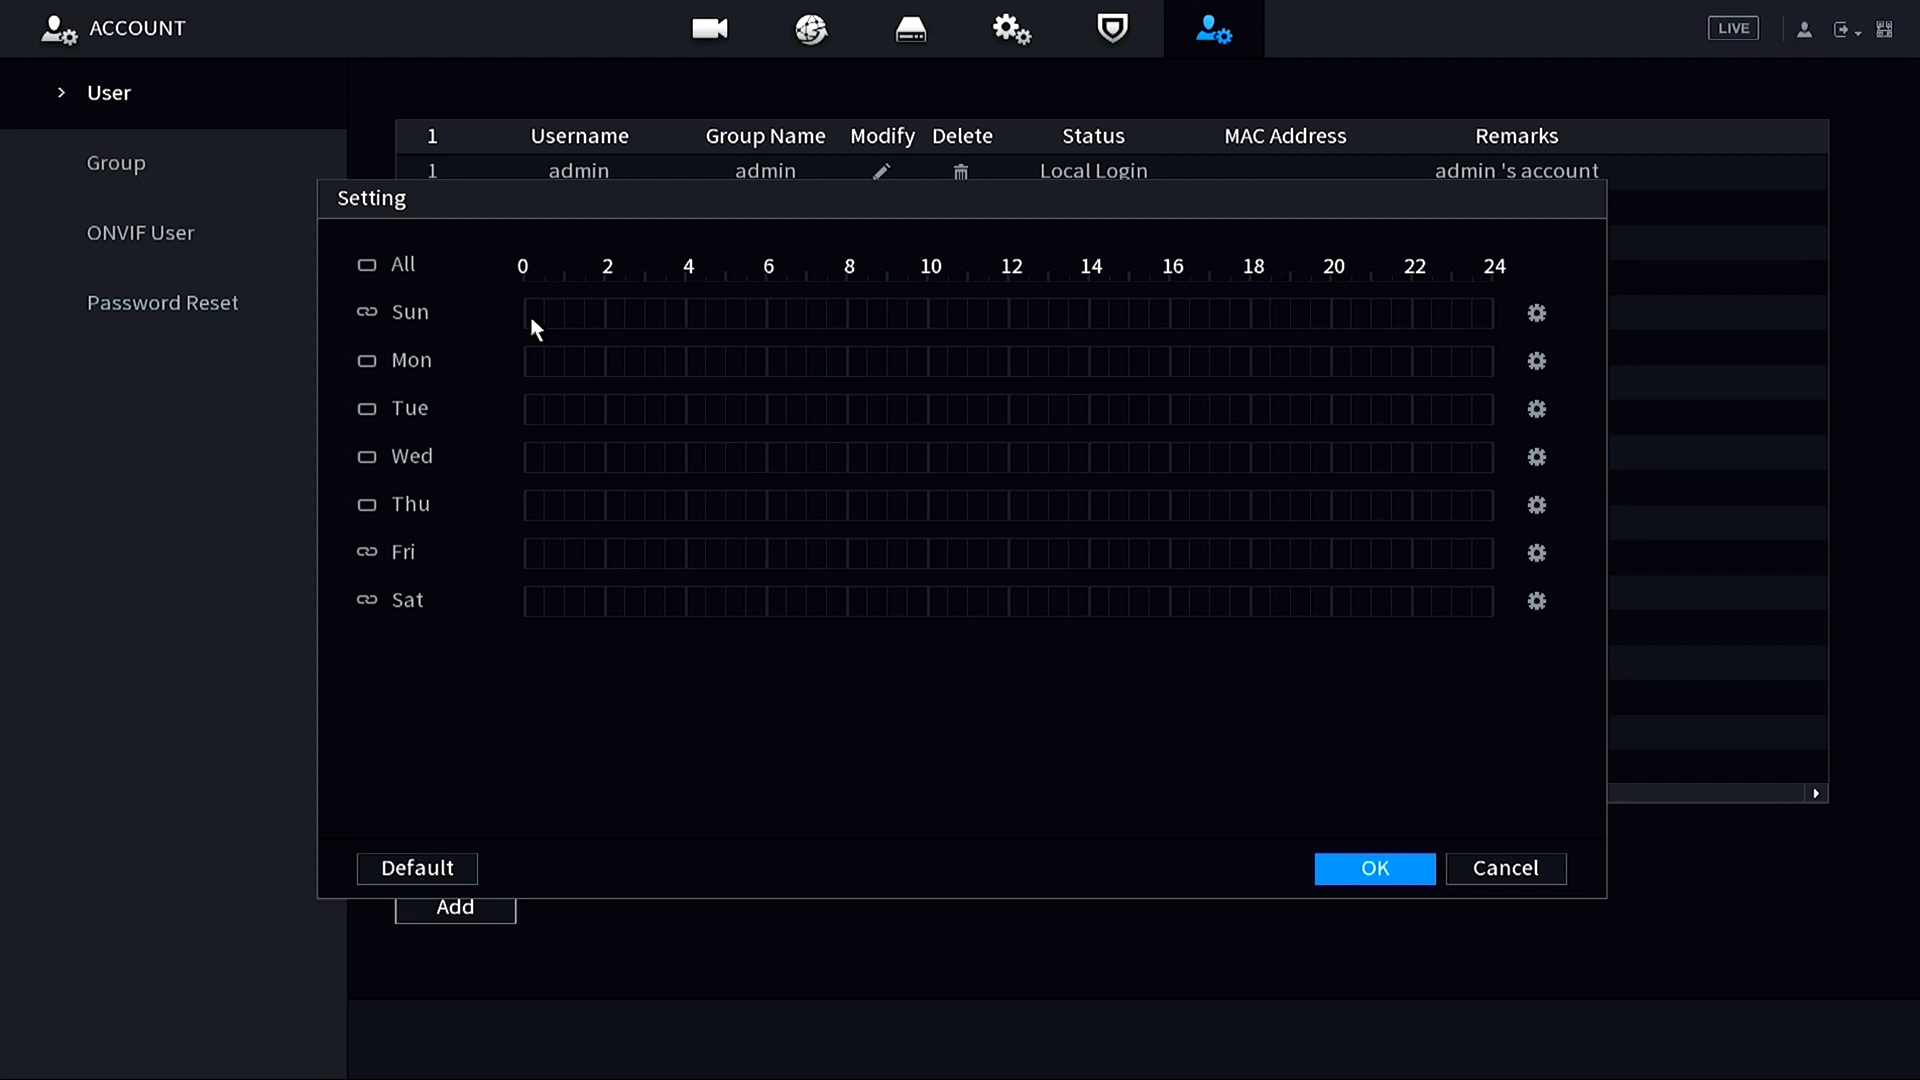 ACCOUNT
LIVE
User
Group
ONVIF User
Password Reset
1 Username Group Name Modify Delete Status MAC Address Remarks
1 admin admin Local Login admin 's account
Setting
All 0 2 4 6 8 10 12 14 16 18 20 22 24
Sun
Mon
Tue
Wed
Thu
Fri
Sat
Default OK Cancel
Add